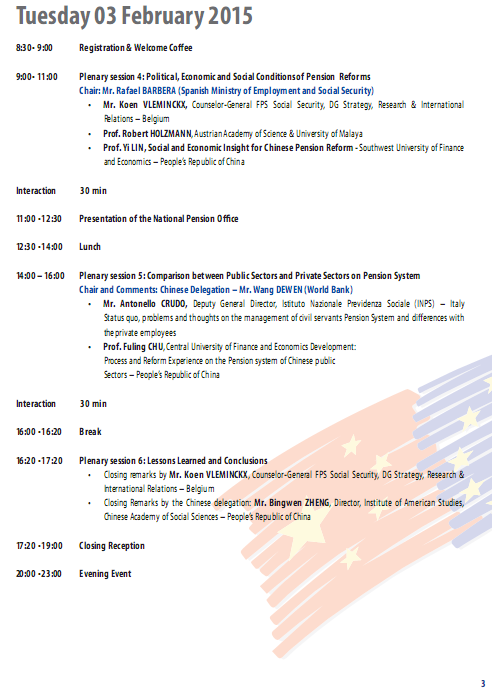 Tuesday 03 February 2015
8:30 - 9:00 Registration & Welcome Coffee
9:00 - 11:00 Plenary session 4: Political, Economic and Social Conditions of Pension Reforms
Chair: Mr. Rafael BARBERA (Spanish Ministry of Employment and Social Security)
• Mr. Koen VLEMINCKX, Counselor-General FPS Social Security, DG Strategy, Research & International
Relations – Belgium
• Prof. Robert HOLZMANN, Austrian Academy of Science & University of Malaya
• Prof. Yi LIN, Social and Economic Insight for Chinese Pension Reform - Southwest University of Finance
and Economics – People's Republic of China
Interaction 30 min
11:00 - 12:30 Presentation of the National Pension Office
12:30 - 14:00 Lunch
14:00 – 16:00 Plenary session 5: Comparison between Public Sectors and Private Sectors on Pension System
Chair and Comments: Chinese Delegation – Mr. Wang DEWEN (World Bank)
• Mr. Antonello CRUDO, Deputy General Director, Istituto Nazionale Previdenza Sociale (INPS) – Italy
Status quo, problems and thoughts on the management of civil servants Pension System and differences with
the private employees
• Prof. Fuling CHU, Central University of Finance and Economics Development:
Process and Reform Experience on the Pension system of Chinese public
Sectors – People's Republic of China
Interaction 30 min
16:00 - 16:20 Break
16:20 - 17:20 Plenary session 6: Lessons Learned and Conclusions
• Closing remarks by Mr. Koen VLEMINCKX, Counselor-General FPS Social Security, DG Strategy, Research &
International Relations – Belgium
• Closing Remarks by the Chinese delegation: Mr. Bingwen ZHENG, Director, Institute of American Studies,
Chinese Academy of Social Sciences – People's Republic of China
17:20 - 19:00 Closing Reception
20:00 - 23:00 Evening Event
3